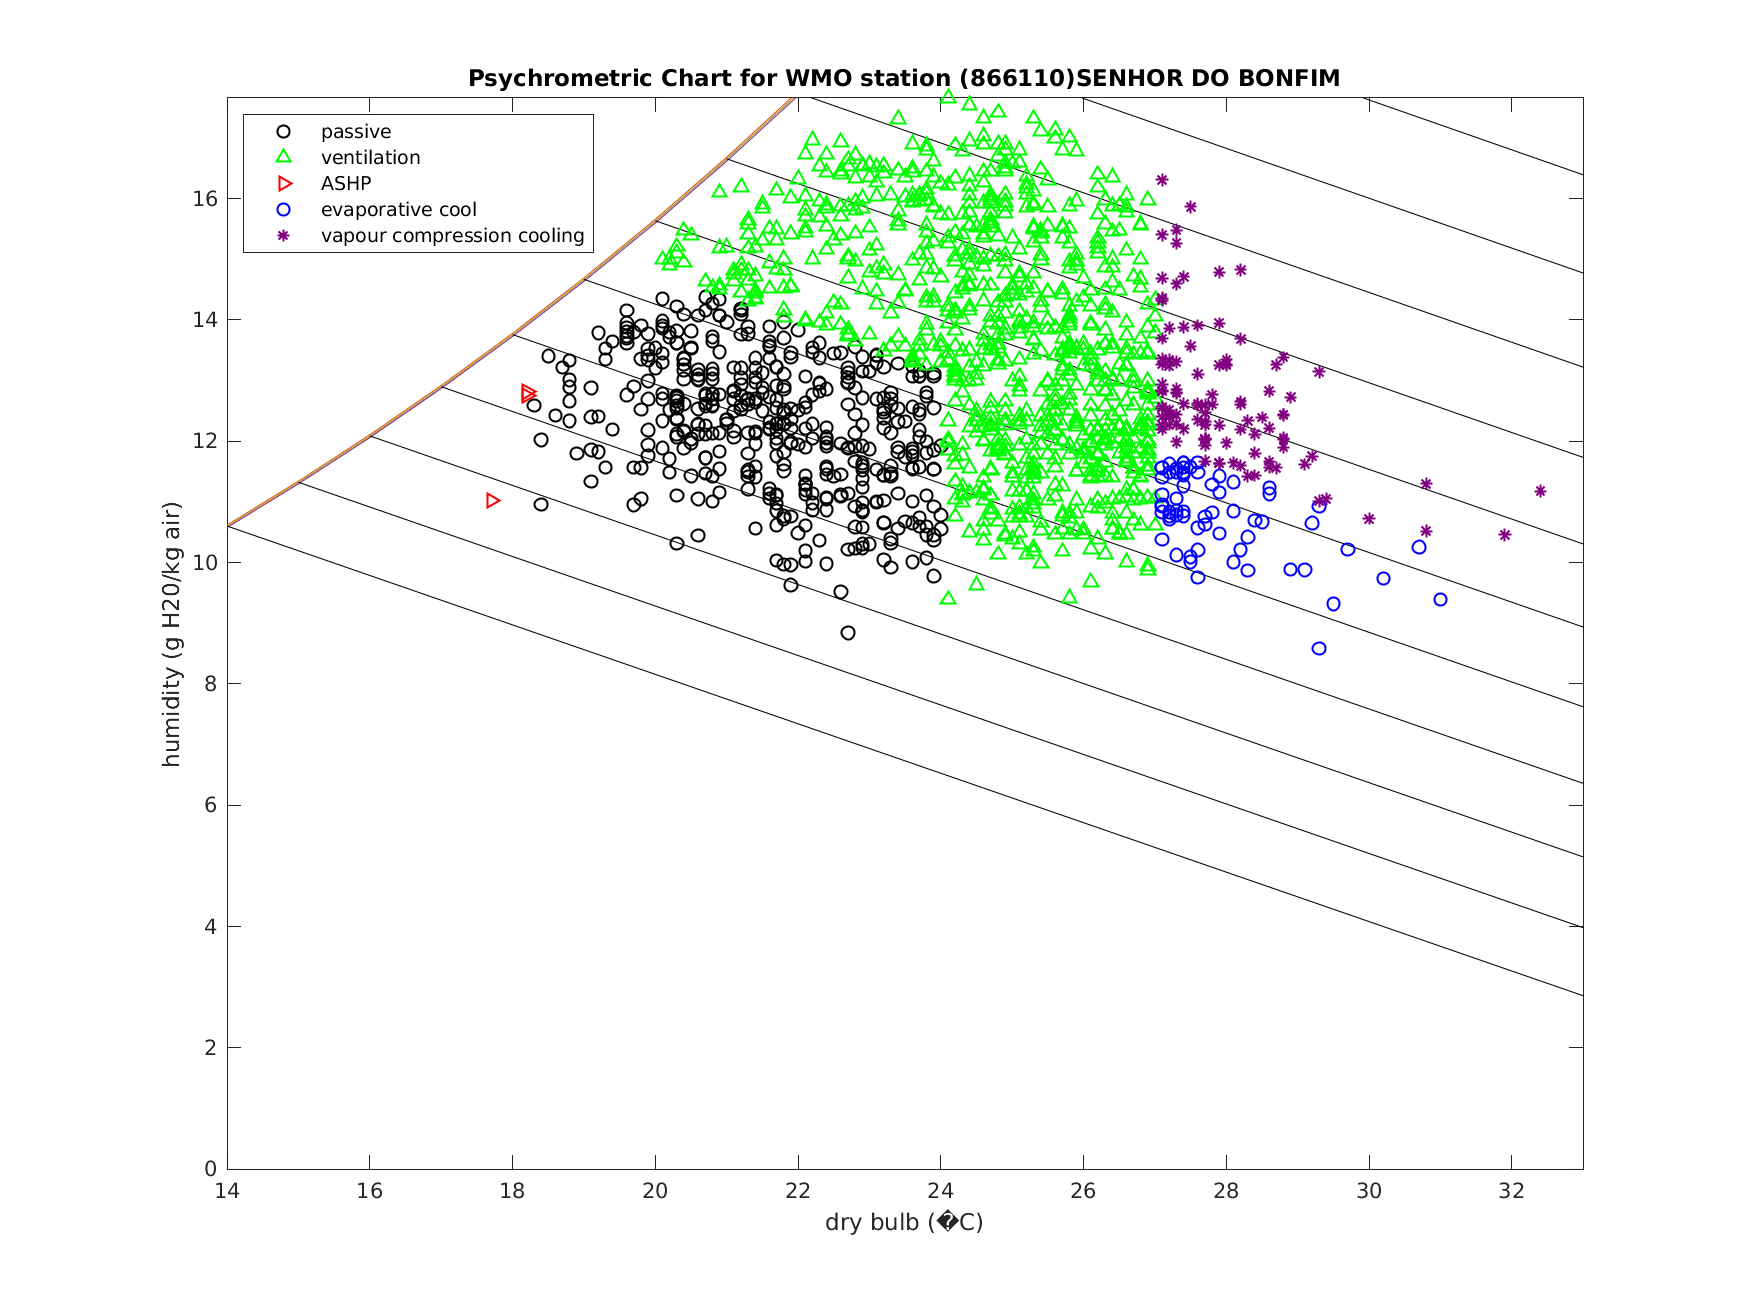 Psychrometric Chart for WMO station (866110)SENHOR DO BONFIM
passive
ventilation
ASHP
evaporative cool
vapour compression cooling
humidity (g H20/kg air)
16
14
12
10
8
6
4
2
0
14 16 18 20 22 24 26 28 30 32
dry bulb (�C)